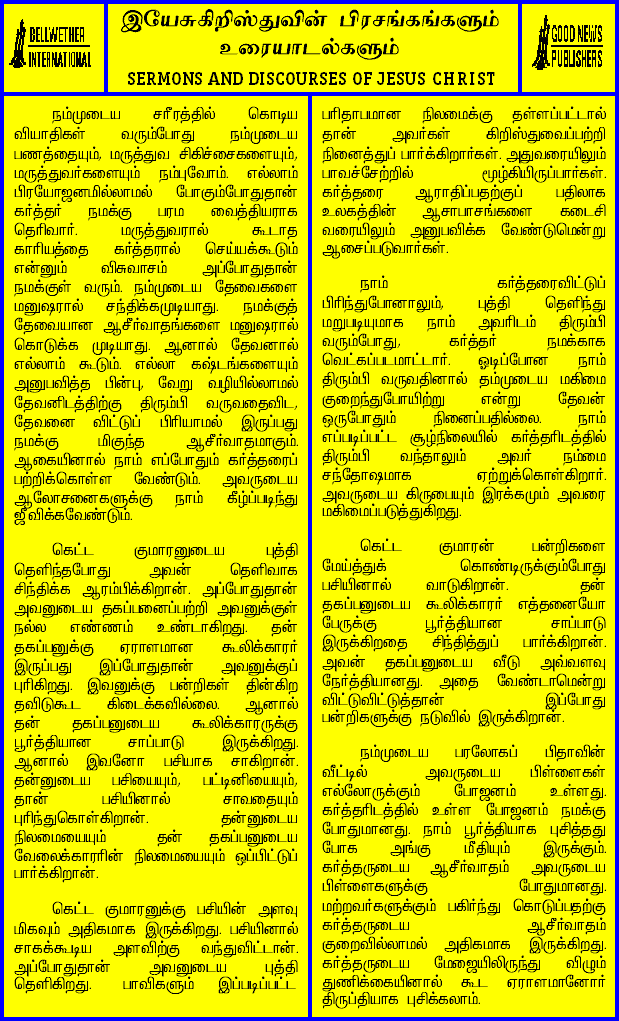 BELLWETHER
INTERNATIONAL
இயேசுகிறிஸ்துவின் பிரசங்கங்களும்
உரையாடல்களும்
SERMONS AND DISCOURSES OF JESUS CHRIST
GOOD NEWS
PUBLISHERS
நம்முடைய சரீரத்தில் கொடிய
வியாதிகள் வரும்போது நம்முடைய
பணத்தையும், மருத்துவ சிகிச்சைகளையும்,
மருத்துவர்களையும் நம்புவோம். எல்லாம்
பிரயோஜனமில்லாமல் போகும்போதுதான்
கர்த்தர் நமக்கு பரம வைத்தியராக
தெரிவார். மருத்துவரால் கூடாத
காரியத்தை கர்த்தரால் செய்யக்கூடும்
என்னும் விசுவாசம் அப்போதுதான்
நமக்குள் வரும். நம்முடைய தேவைகளை
மனுஷரால் சந்திக்கமுடியாது. நமக்குத்
தேவையான ஆசீர்வாதங்களை மனுஷரால்
கொடுக்க முடியாது. ஆனால் தேவனால்
எல்லாம் கூடும். எல்லா கஷ்டங்களையும்
அனுபவித்த பின்பு, வேறு வழியில்லாமல்
தேவனிடத்திற்கு திரும்பி வருவதைவிட,
தேவனை விட்டுப் பிரியாமல் இருப்பது
நமக்கு மிகுந்த ஆசீர்வாதமாகும்.
ஆகையினால் நாம் எப்போதும் கர்த்தரைப்
பற்றிக்கொள்ள வேண்டும். அவருடைய
ஆலோசனைகளுக்கு நாம் கீழ்ப்படிந்து
ஜீவிக்கவேண்டும்.
கெட்ட குமாரனுடைய புத்தி
தெளிந்தபோது அவன் தெளிவாக
சிந்திக்க ஆரம்பிக்கிறான். அப்போதுதான்
அவனுடைய தகப்பனைப்பற்றி அவனுக்குள்
நல்ல எண்ணம் உண்டாகிறது. தன்
தகப்பனுக்கு ஏராளமான கூலிக்காரர்
இருப்பது இப்போதுதான் அவனுக்குப்
புரிகிறது. இவனுக்கு பன்றிகள் தின்கிற
தவிடுகூட கிடைக்கவில்லை. ஆனால்
தன் தகப்பனுடைய கூலிக்காரருக்கு
பூர்த்தியான சாப்பாடு இருக்கிறது.
ஆனால் இவனோ பசியாக சாகிறான்.
தன்னுடைய பசியையும், பட்டினியையும்,
தான் பசியினால் சாவதையும்
புரிந்துகொள்கிறான். தன்னுடைய
நிலமையையும் தன் தகப்பனுடைய
வேலைக்காரரின் நிலமையையும் ஒப்பிட்டுப்
பார்க்கிறான்.
கெட்ட குமாரனுக்கு பசியின் அளவு
மிகவும் அதிகமாக இருக்கிறது. பசியினால்
சாகக்கூடிய அளவிற்கு வந்துவிட்டான்.
அப்போதுதான் அவனுடைய புத்தி
தெளிகிறது. பாவிகளும் இப்படிப்பட்ட
பரிதாபமான நிலமைக்கு தள்ளப்பட்டால்
தான் அவர்கள் கிறிஸ்துவைப்பற்றி
நினைத்துப் பார்க்கிறார்கள். அதுவரையிலும்
பாவச்சேற்றில் மூழ்கியிருப்பார்கள்.
கர்த்தரை ஆராதிப்பதற்குப் பதிலாக
உலகத்தின் ஆசாபாசங்களை கடைசி
வரையிலும் அனுபவிக்க வேண்டுமென்று
ஆசைப்படுவார்கள்.
நாம் கர்த்தரைவிட்டுப்
பிரிந்துபோனாலும், புத்தி தெளிந்து
மறுபடியுமாக நாம் அவரிடம் திரும்பி
வரும்போது, கர்த்தர் நமக்காக
வெட்கப்படமாட்டார். ஓடிப்போன நாம்
திரும்பி வருவதினால் தம்முடைய மகிமை
குறைந்துபோயிற்று என்று தேவன்
ஒருபோதும் நினைப்பதில்லை. நாம்
எப்படிப்பட்ட சூழ்நிலையில் கர்த்தரிடத்தில்
திரும்பி வந்தாலும் அவர் நம்மை
சந்தோஷமாக ஏற்றுக்கொள்கிறார்.
அவருடைய கிருபையும் இரக்கமும் அவரை
மகிமைப்படுத்துகிறது.
கெட்ட குமாரன் பன்றிகளை
மேய்த்துக் கொண்டிருக்கும்போது
பசியினால் வாடுகிறான். தன்
தகப்பனுடைய கூலிக்காரர் எத்தனையோ
பேருக்கு பூர்த்தியான சாப்பாடு
இருக்கிறதை சிந்தித்துப் பார்க்கிறான்.
அவன் தகப்பனுடைய வீடு அவ்வளவு
நேர்த்தியானது. அதை வேண்டாமென்று
விட்டுவிட்டுத்தான் இப்போது
பன்றிகளுக்கு நடுவில் இருக்கிறான்.
நம்முடைய பரலோகப் பிதாவின்
வீட்டில் அவருடைய பிள்ளைகள்
எல்லோருக்கும் போஜனம் உள்ளது.
கர்த்தரிடத்தில் உள்ள போஜனம் நமக்கு
போதுமானது. நாம் பூர்த்தியாக புசித்தது
போக அங்கு மீதியும் இருக்கும்.
கர்த்தருடைய ஆசீர்வாதம் அவருடைய
பிள்ளைகளுக்கு போதுமானது.
மற்றவர்களுக்கும் பகிர்ந்து கொடுப்பதற்கு
கர்த்தருடைய ஆசீர்வாதம்
குறைவில்லாமல் அதிகமாக இருக்கிறது.
கர்த்தருடைய மேஜையிலிருந்து விழும்
துணிக்கையினால் கூட ஏராளமானோர்
திருப்தியாக புசிக்கலாம்.